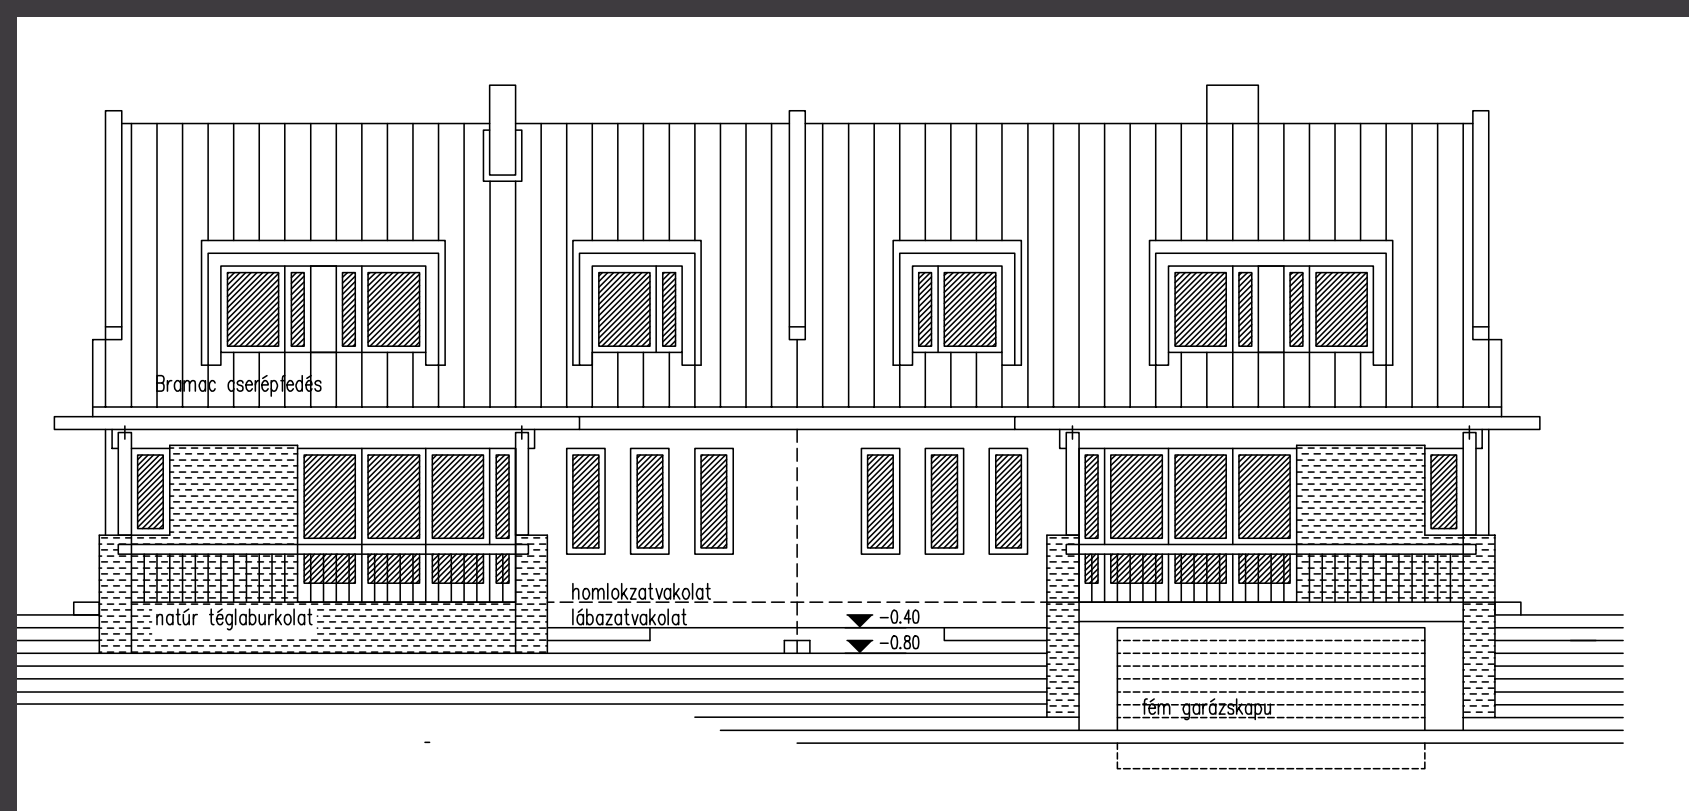 Bramac cserépfedés
homlokzatvakolat
natúr téglaburkolat
lábazatvakolat
-0.40
-0.80
fém garázskapu